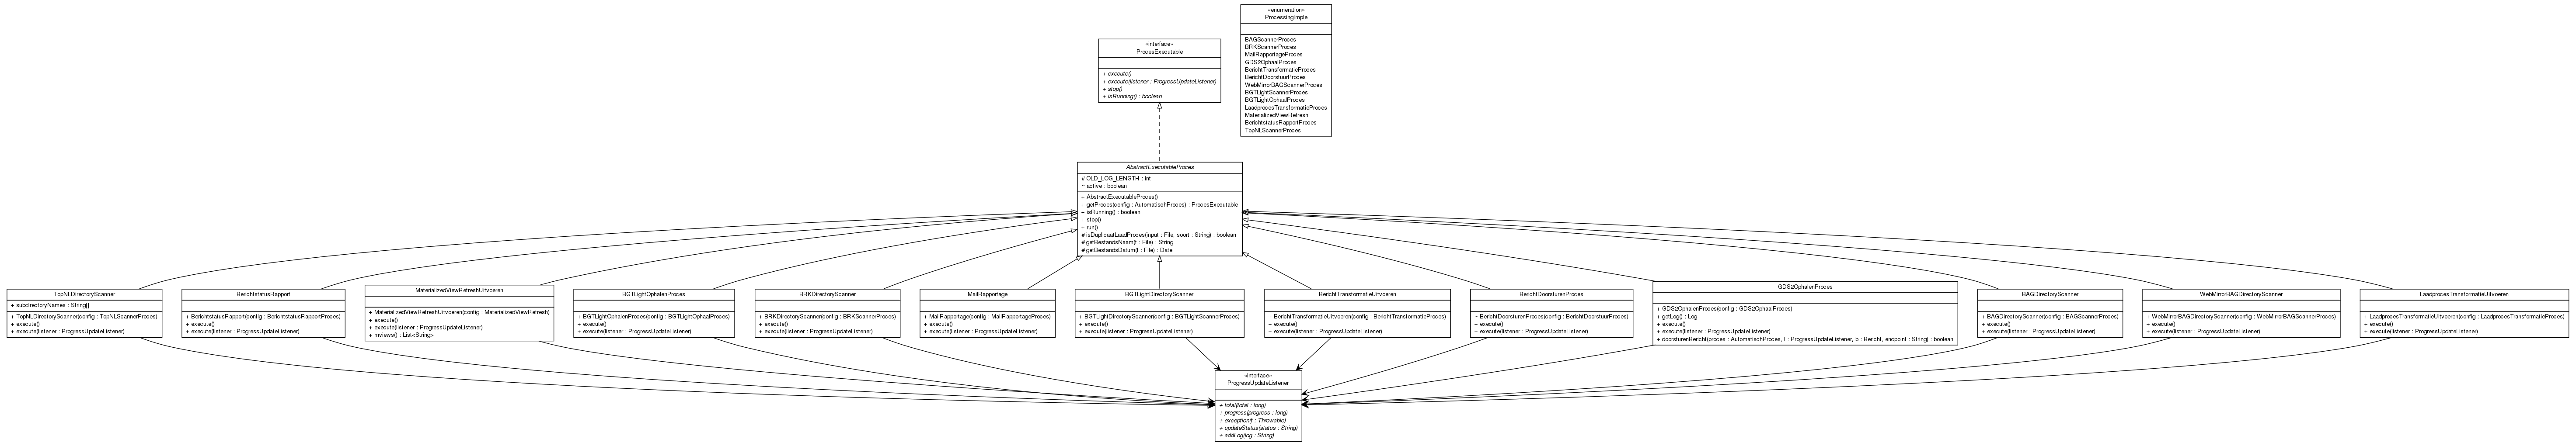 «enumeration»
ProcessingImple
BAGScannerProces
BRKScannerProces
MailRapportageProces
GDS2OphaalProces
BerichtTransformatieProces
BerichtDoorstuurProces
WebMirrorBAGScannerProces
BGTLightScannerProces
BGTLightOphaalProces
LaadprocesTransformatieProces
MaterializedViewRefresh
BerichtstatusRapportProces
TopNLScannerProces
«interface»
ProcesExecutable
+ execute()
+ execute(listener : ProgressUpdateListener)
+ stop()
+ isRunning() : boolean
AbstractExecutableProces
# OLD_LOG_LENGTH : int
− active : boolean
+ AbstractExecutableProces()
+ getProces(config : AutomatischProces) : ProcesExecutable
+ isRunning() : boolean
+ stop()
+ run()
# isDuplicaatLaadProces(input : File, soort : String) : boolean
# getBestandsNaam(f : File) : String
# getBestandsDatum(f : File) : Date
TopNLDirectoryScanner
+ subdirectoryNames : String[]
+ TopNLDirectoryScanner(config : TopNLScannerProces)
+ execute()
+ execute(listener : ProgressUpdateListener)
BerichtstatusRapport
+ BerichtstatusRapport(config : BerichtstatusRapportProces)
+ execute()
+ execute(listener : ProgressUpdateListener)
MaterializedViewRefreshUitvoeren
+ MaterializedViewRefreshUitvoeren(config : MaterializedViewRefresh)
+ execute()
+ execute(listener : ProgressUpdateListener)
+ mviews() : List<String>
BGTLightOphalenProces
+ BGTLightOphalenProces(config : BGTLightOphaalProces)
+ execute()
+ execute(listener : ProgressUpdateListener)
BRKDirectoryScanner
+ BRKDirectoryScanner(config : BRKScannerProces)
+ execute()
+ execute(listener : ProgressUpdateListener)
MailRapportage
+ MailRapportage(config : MailRapportageProces)
+ execute()
+ execute(listener : ProgressUpdateListener)
BGTLightDirectoryScanner
+ BGTLightDirectoryScanner(config : BGTLightScannerProces)
+ execute()
+ execute(listener : ProgressUpdateListener)
BerichtTransformatieUitvoeren
+ BerichtTransformatieUitvoeren(config : BerichtTransformatieProces)
+ execute()
+ execute(listener : ProgressUpdateListener)
BerichtDoorsturenProces
− BerichtDoorsturenProces(config : BerichtDoorstuurProces)
+ execute()
+ execute(listener : ProgressUpdateListener)
GDS2OphalenProces
+ GDS2OphalenProces(config : GDS2OphaalProces)
+ getLog() : Log
+ execute()
+ execute(listener : ProgressUpdateListener)
+ doorsturenBericht(proces : AutomatischProces, l : ProgressUpdateListener, b : Bericht, endpoint : String) : boolean
BAGDirectoryScanner
+ BAGDirectoryScanner(config : BAGScannerProces)
+ execute()
+ execute(listener : ProgressUpdateListener)
WebMirrorBAGDirectoryScanner
+ WebMirrorBAGDirectoryScanner(config : WebMirrorBAGScannerProces)
+ execute()
+ execute(listener : ProgressUpdateListener)
LaadprocesTransformatieUitvoeren
+ LaadprocesTransformatieUitvoeren(config : LaadprocesTransformatieProces)
+ execute()
+ execute(listener : ProgressUpdateListener)
«interface»
ProgressUpdateListener
+ total(total : long)
+ progress(progress : long)
+ exception(t : Throwable)
+ updateStatus(status : String)
+ addLog(log : String)